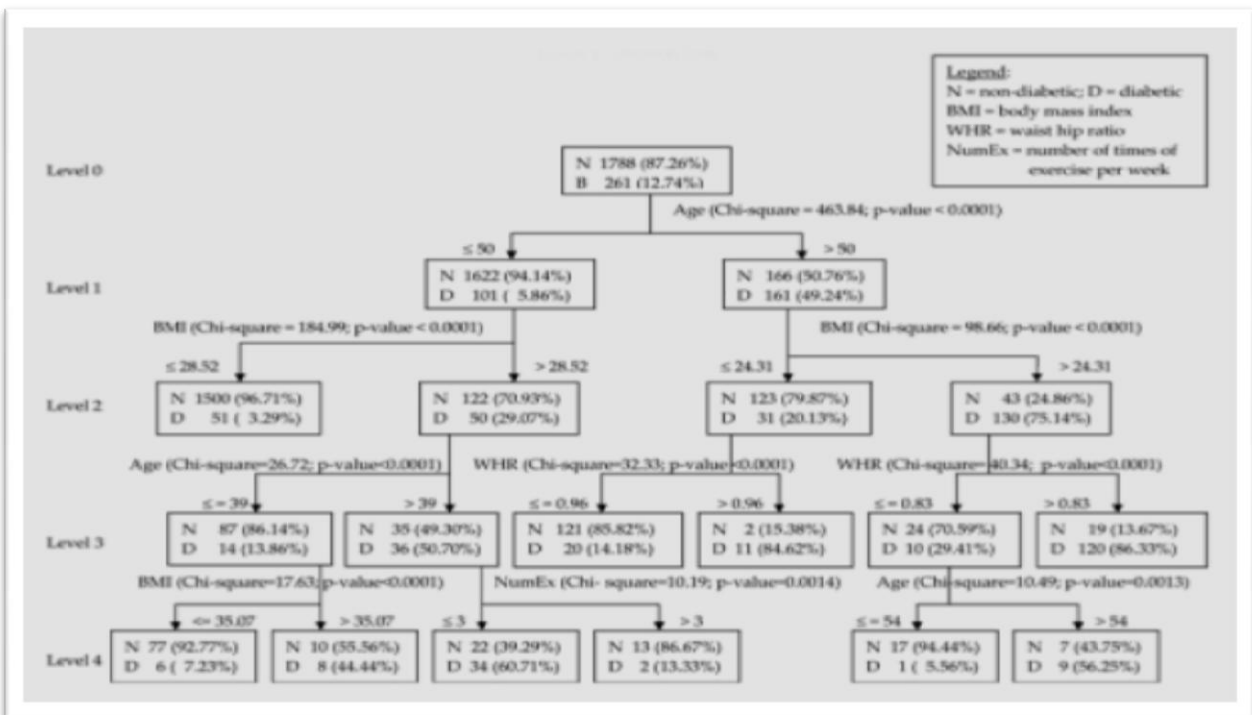 Legend:
N = non-diabetic; D = diabetic
BMI = body mass index
WHR = waist hip ratio
NumEx = number of times of
exercise per week
Level 0
N 1788 (87.26%)
B 261 (12.74%)
Age (Chi-square = 463.84; p-value < 0.0001)
≤ 50 > 50
Level 1
N 1622 (94.14%) N 166 (50.76%)
D 101 ( 5.86%) D 161 (49.24%)
BMI (Chi-square = 184.99; p-value < 0.0001) BMI (Chi-square = 98.66; p-value < 0.0001)
≤ 28.52 > 28.52 ≤ 24.31 > 24.31
Level 2
N 1500 (96.71%) N 122 (70.93%) N 123 (79.87%) N 43 (24.86%)
D 51 ( 3.29%) D 50 (29.07%) D 31 (20.13%) D 130 (75.14%)
Age (Chi-square=26.72; p-value<0.0001) WHR (Chi-square=32.33; p-value<0.0001) WHR (Chi-square=40.34; p-value<0.0001)
≤ = 39 > 39 ≤ = 0.96 > 0.96 ≤ = 0.83 > 0.83
Level 3
N 87 (86.14%) N 35 (49.30%) N 121 (85.82%) N 2 (15.38%) N 24 (70.59%) N 19 (13.67%)
D 14 (13.86%) D 36 (50.70%) D 20 (14.18%) D 11 (84.62%) D 10 (29.41%) D 120 (86.33%)
BMI (Chi-square=17.63; p-value<0.0001) NumEx (Chi- square=10.19; p-value=0.0014) Age (Chi-square=10.49; p-value=0.0013)
<= 35.07 > 35.07 ≤ 3 > 3 ≤ = 54 > 54
Level 4
N 77 (92.77%) N 10 (55.56%) N 22 (39.29%) N 13 (86.67%) N 17 (94.44%) N 7 (43.75%)
D 6 ( 7.23%) D 8 (44.44%) D 34 (60.71%) D 2 (13.33%) D 1 ( 5.56%) D 9 (56.25%)